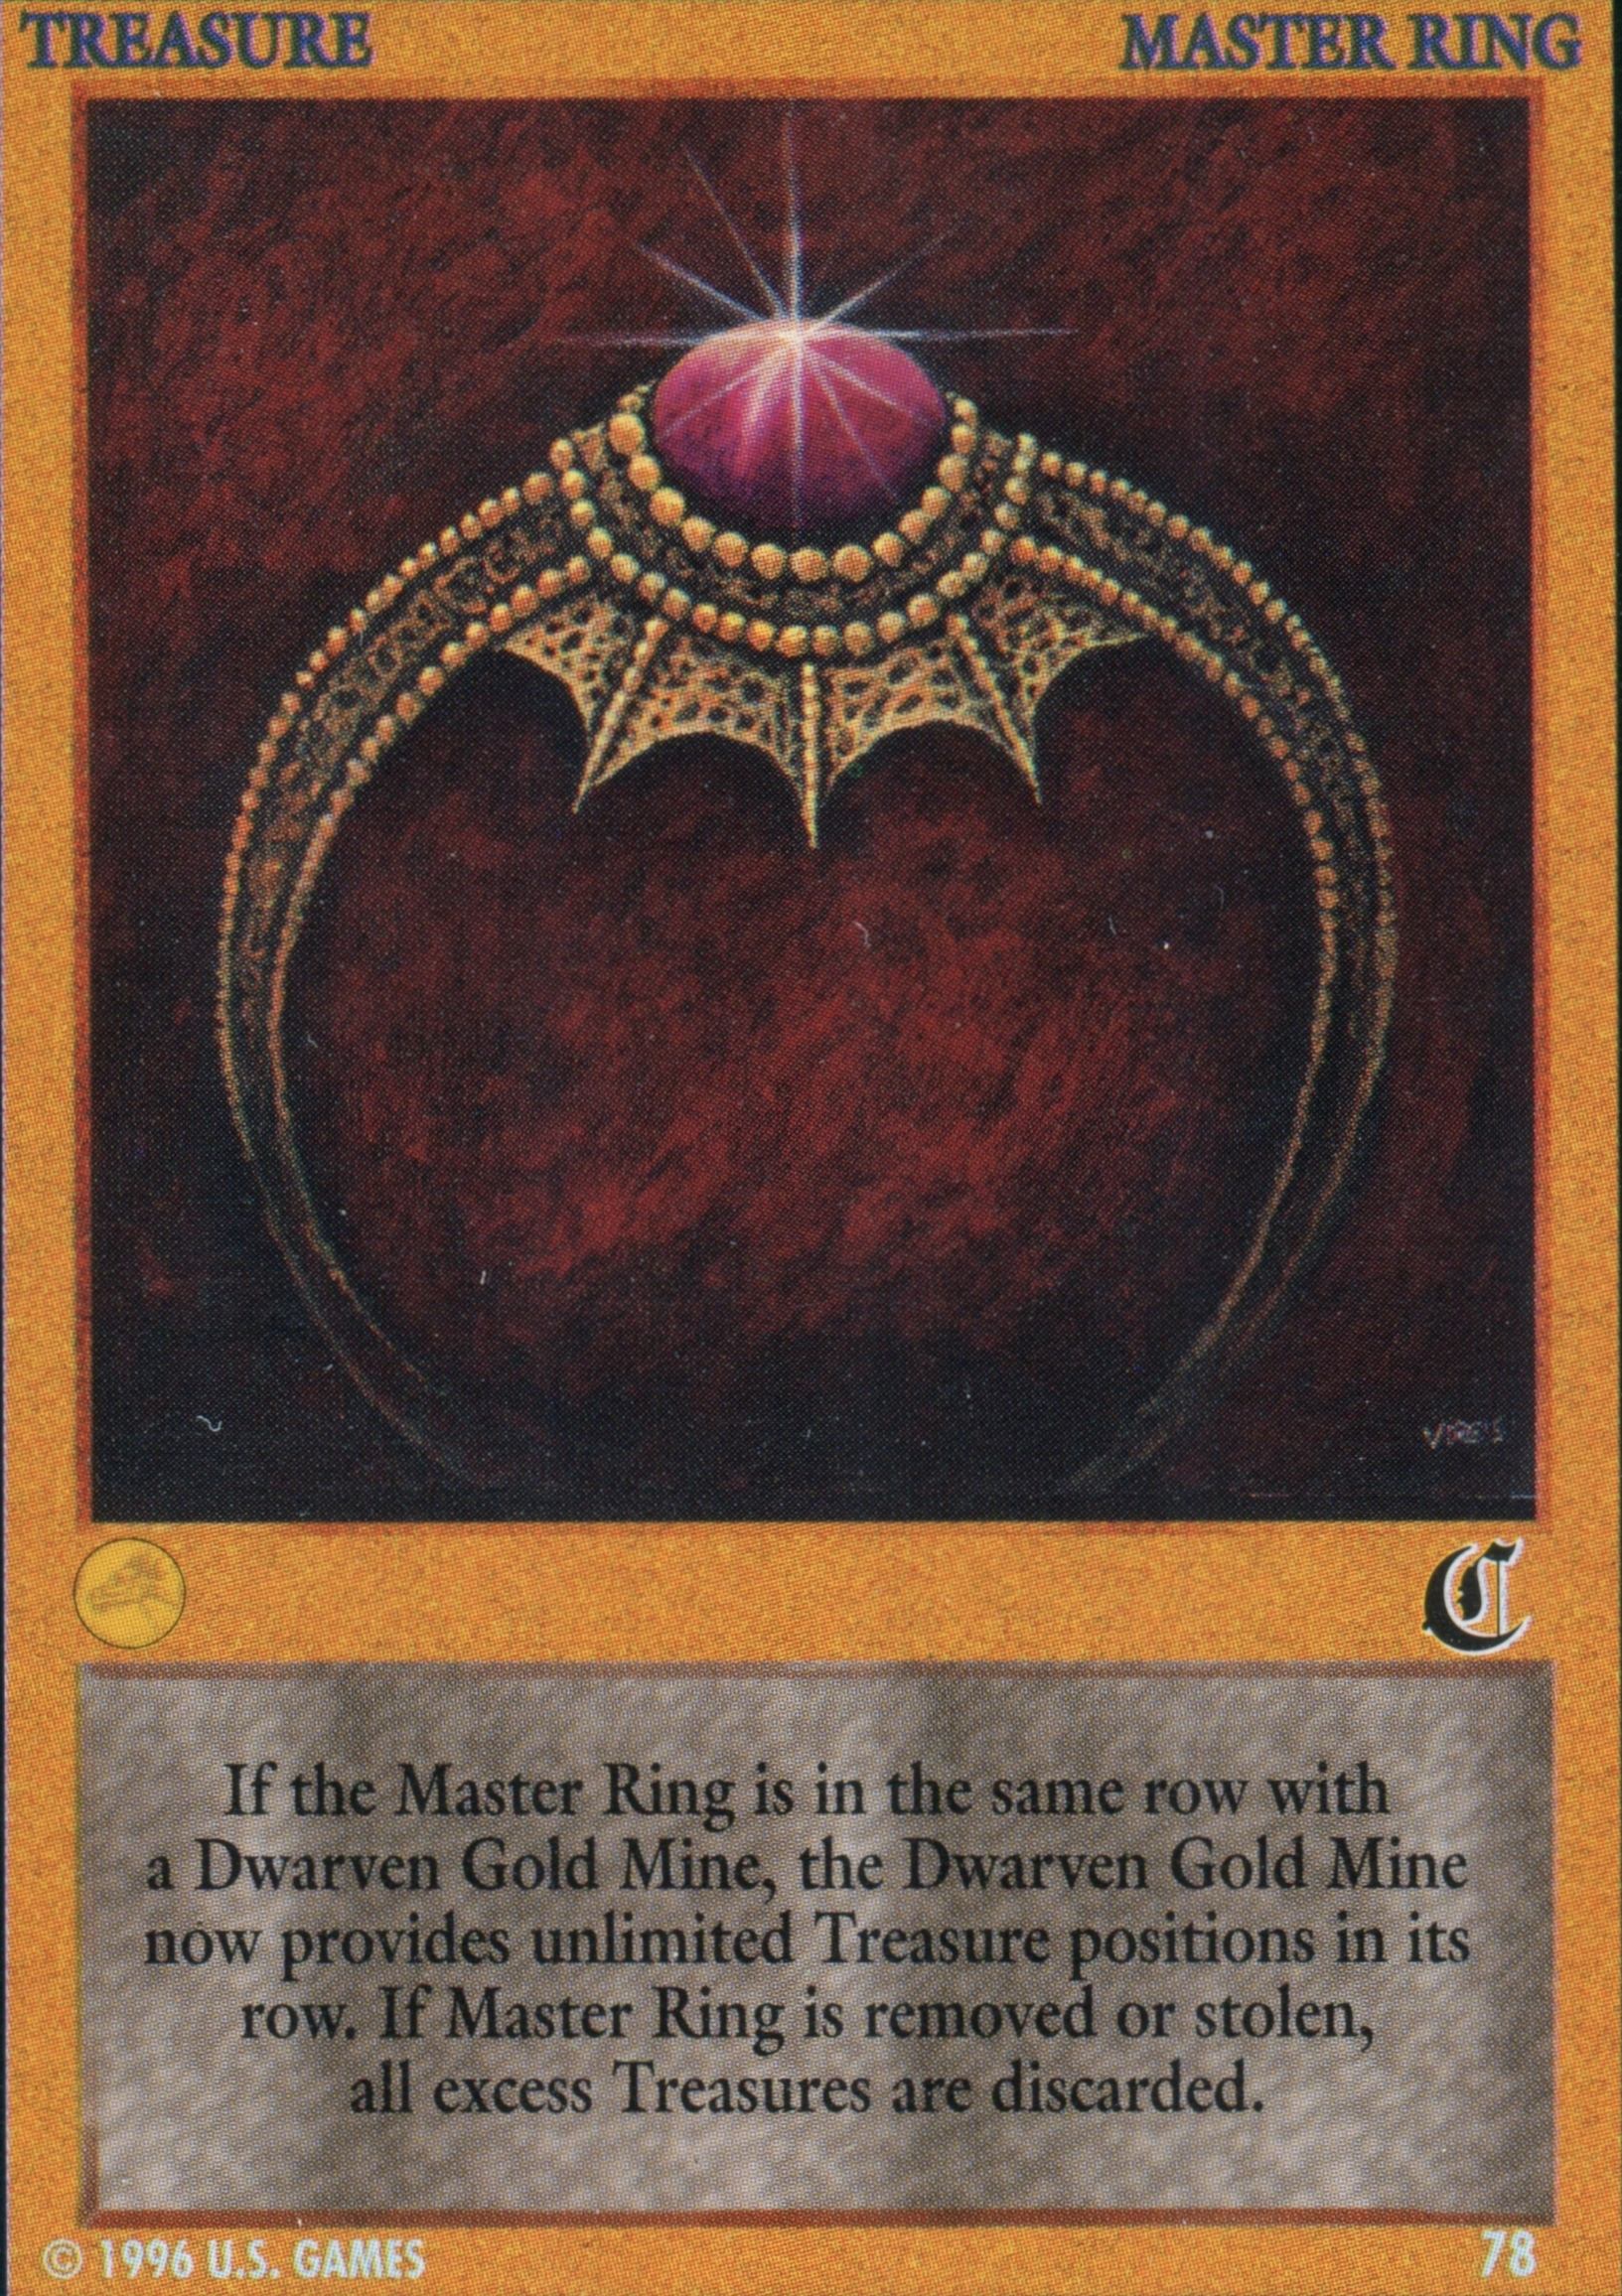 TREASURE MASTER RING
C
If the Master Ring is in the same row with
a Dwarven Gold Mine, the Dwarven Gold Mine
now provides unlimited Treasure positions in its
row. If Master Ring is removed or stolen,
all excess Treasures are discarded.
© 1996 U.S. GAMES 78